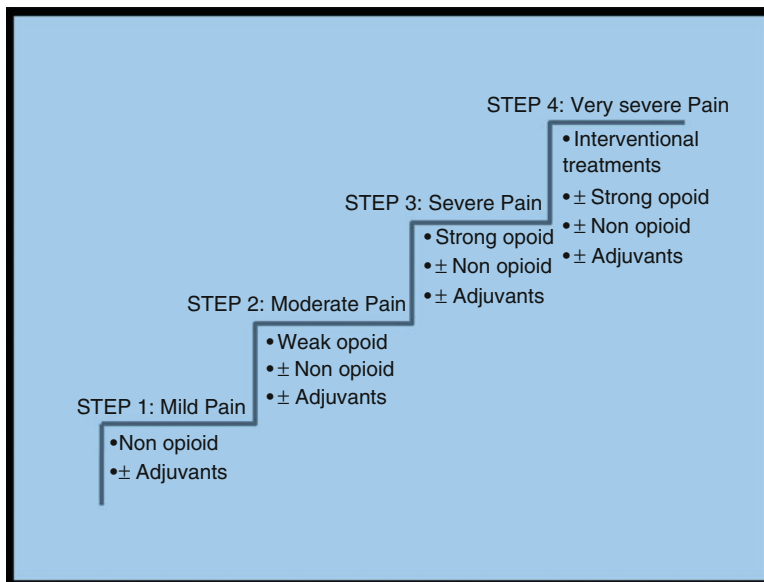 STEP 4: Very severe Pain
• Interventional
treatments
• ± Strong opoid
• ± Non opioid
• ± Adjuvants
STEP 3: Severe Pain
• Strong opoid
• ± Non opioid
• ± Adjuvants
STEP 2: Moderate Pain
• Weak opoid
• ± Non opioid
• ± Adjuvants
STEP 1: Mild Pain
• Non opioid
• ± Adjuvants